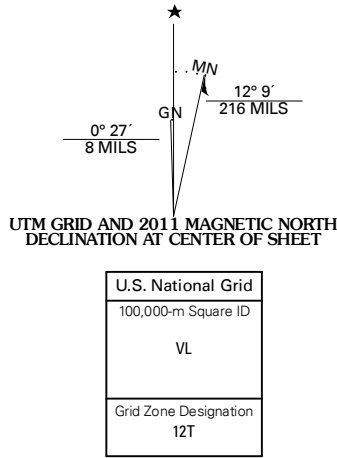 MN
GN
12° 9´
216 MILS
0° 27´
8 MILS
UTM GRID AND 2011 MAGNETIC NORTH
DECLINATION AT CENTER OF SHEET
U.S. National Grid
100,000-m Square ID
VL
Grid Zone Designation
12T